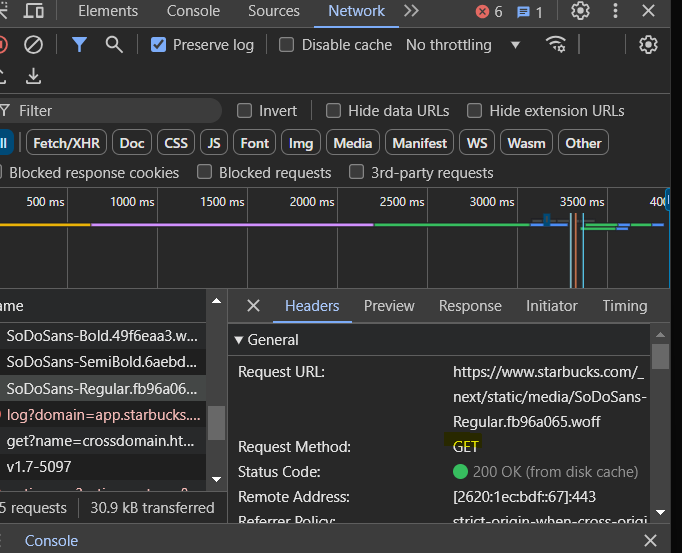 Elements Console Sources Network 6 1
Preserve log Disable cache No throttling
Filter Invert Hide data URLs Hide extension URLs
Fetch/XHR Doc CSS JS Font Img Media Manifest WS Wasm Other
Blocked response cookies Blocked requests 3rd-party requests
500 ms 1000 ms 1500 ms 2000 ms 2500 ms 3000 ms 3500 ms 400
ame
SoDoSans-Bold.49f6eaa3.w...
SoDoSans-SemiBold.6aebd...
SoDoSans-Regular.fb96a06...
log?domain=app.starbucks....
get?name=crossdomain.ht...
v1.7-5097
5 requests 30.9 kB transferred
Headers Preview Response Initiator Timing
General
Request URL: https://www.starbucks.com/_
next/static/media/SoDoSans-
Regular.fb96a065.woff
Request Method: GET
Status Code: 200 OK (from disk cache)
Remote Address: [2620:1ec:bdf::67]:443
Referrer Policy: strict-origin-when-cross-origi
Console